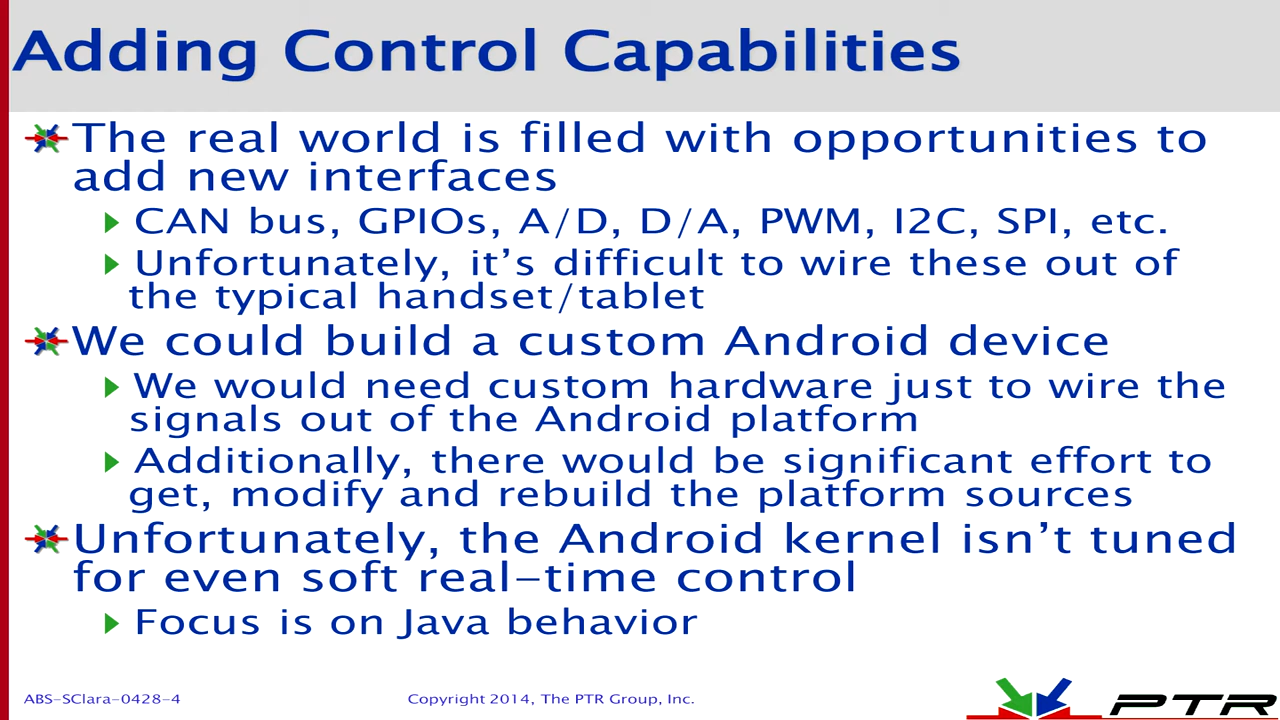 Adding Control Capabilities
The real world is filled with opportunities to
add new interfaces
CAN bus, GPIOs, A/D, D/A, PWM, I2C, SPI, etc.
Unfortunately, it’s difficult to wire these out of
the typical handset/tablet
We could build a custom Android device
We would need custom hardware just to wire the
signals out of the Android platform
Additionally, there would be significant effort to
get, modify and rebuild the platform sources
Unfortunately, the Android kernel isn’t tuned
for even soft real-time control
Focus is on Java behavior
ABS-SClara-0428-4
Copyright 2014, The PTR Group, Inc.
PTR